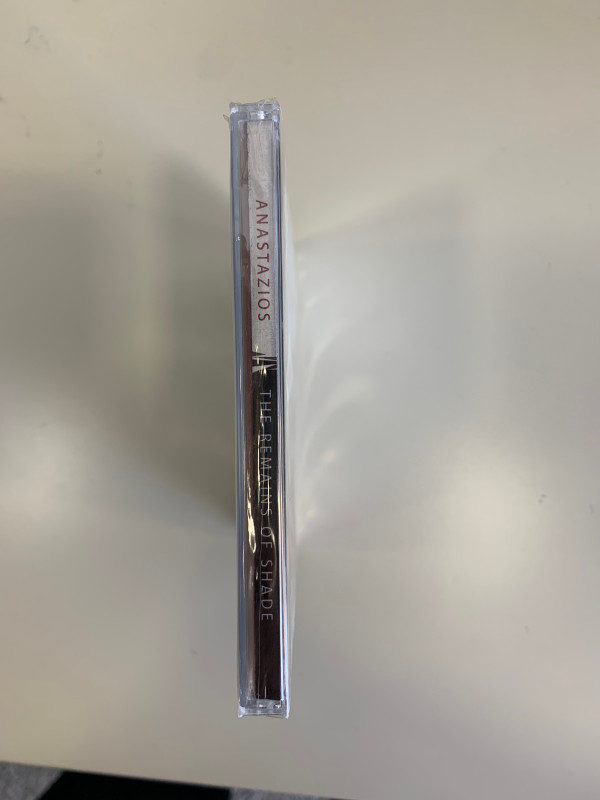 ANASTAZIOS
THE REMAINS OF SHADE